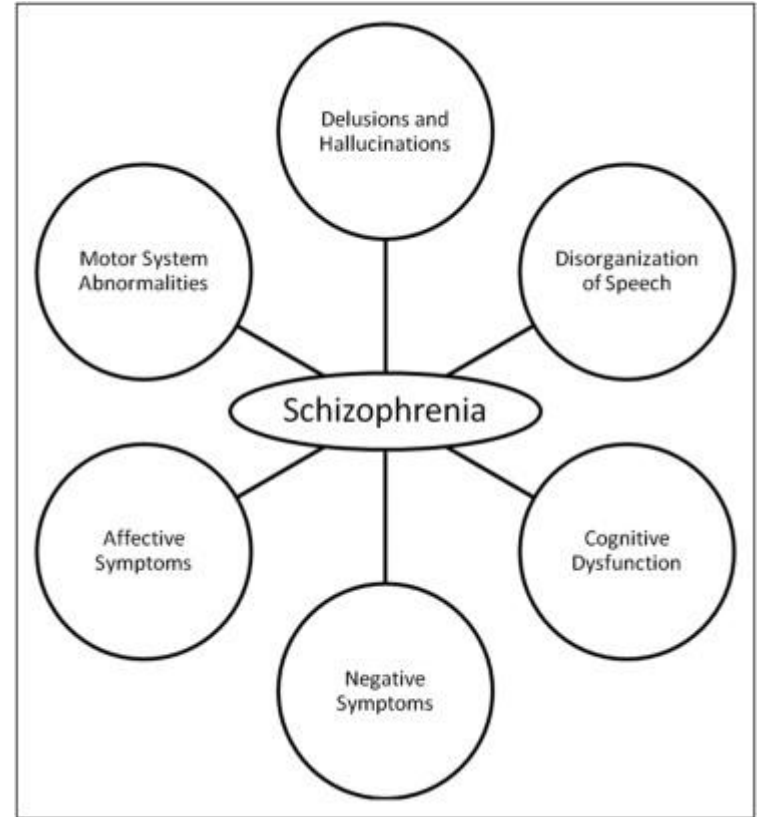 Delusions and
Hallucinations
Motor System
Abnormalities
Disorganization
of Speech
Schizophrenia
Affective
Symptoms
Cognitive
Dysfunction
Negative
Symptoms